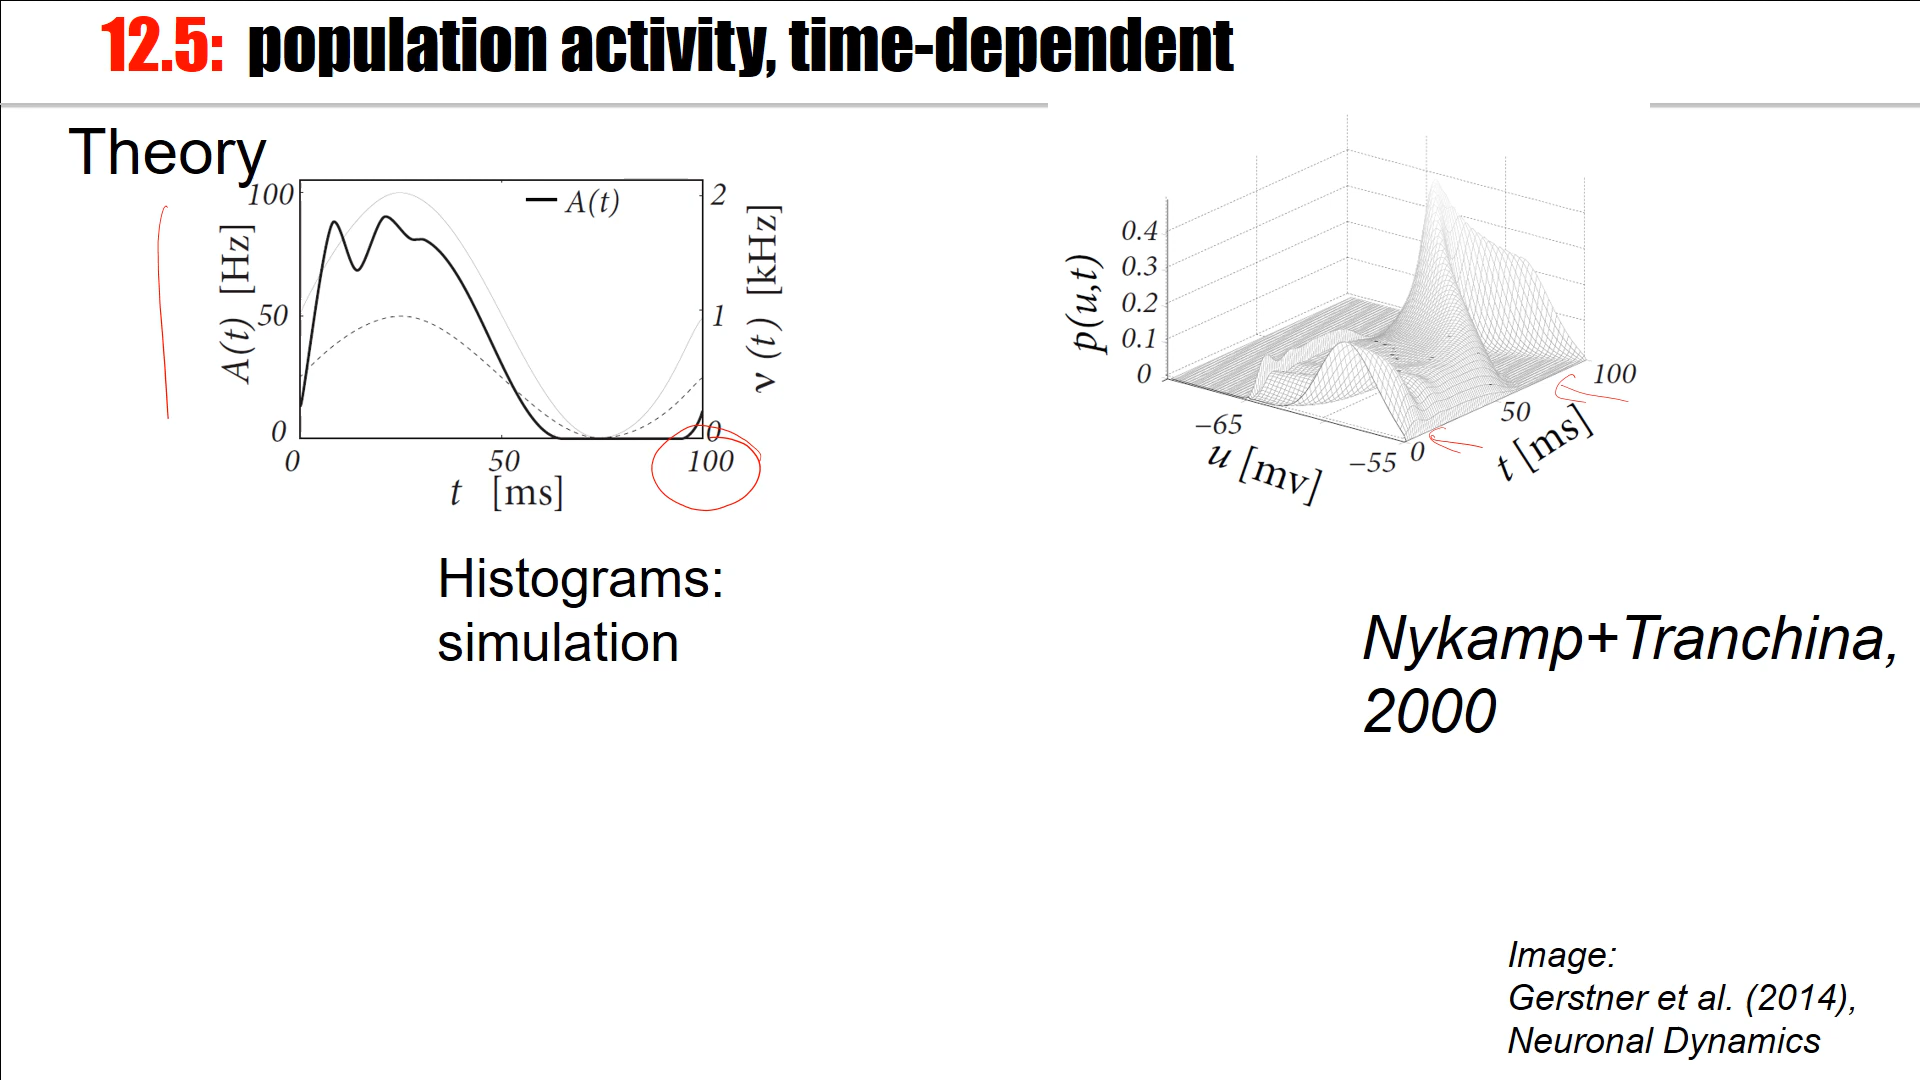 12.5: population activity, time-dependent
Theory
100
50
0
A(t) [Hz]
A(t)
2
1
0
ν (t) [kHz]
0
50
100
t [ms]
0.4
0.3
0.2
0.1
0
p(u,t)
−65
−55
u [mv]
0
50
100
t [ms]
Histograms:
simulation
Nykamp+Tranchina,
2000
Image:
Gerstner et al. (2014),
Neuronal Dynamics